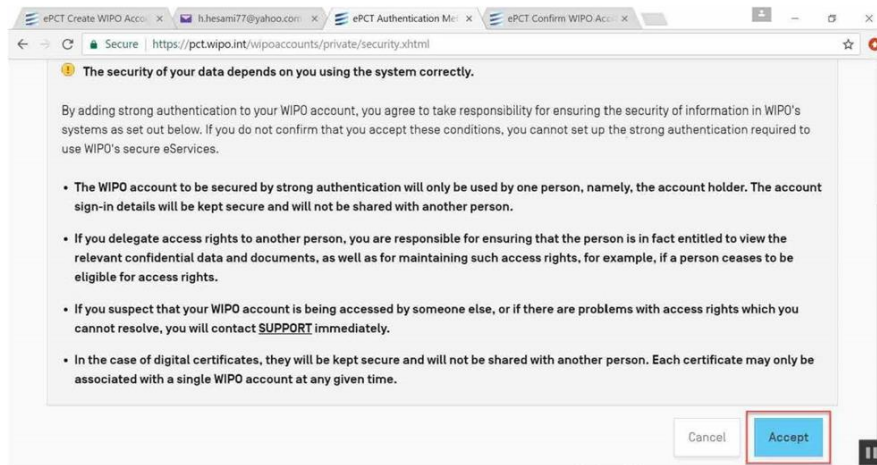 ePCT Create WIPO Acco
h.hesami77@yahoo.com
ePCT Authentication Me
ePCT Confirm WIPO Acc
Secure
https://pct.wipo.int/wipoaccounts/private/security.xhtml
The security of your data depends on you using the system correctly.
By adding strong authentication to your WIPO account, you agree to take responsibility for ensuring the security of information in WIPO's
systems as set out below. If you do not confirm that you accept these conditions, you cannot set up the strong authentication required to
use WIPO's secure eServices.
• The WIPO account to be secured by strong authentication will only be used by one person, namely, the account holder. The account
sign-in details will be kept secure and will not be shared with another person.
• If you delegate access rights to another person, you are responsible for ensuring that the person is in fact entitled to view the
relevant confidential data and documents, as well as for maintaining such access rights, for example, if a person ceases to be
eligible for access rights.
• If you suspect that your WIPO account is being accessed by someone else, or if there are problems with access rights which you
cannot resolve, you will contact SUPPORT immediately.
• In the case of digital certificates, they will be kept secure and will not be shared with another person. Each certificate may only be
associated with a single WIPO account at any given time.
Cancel
Accept